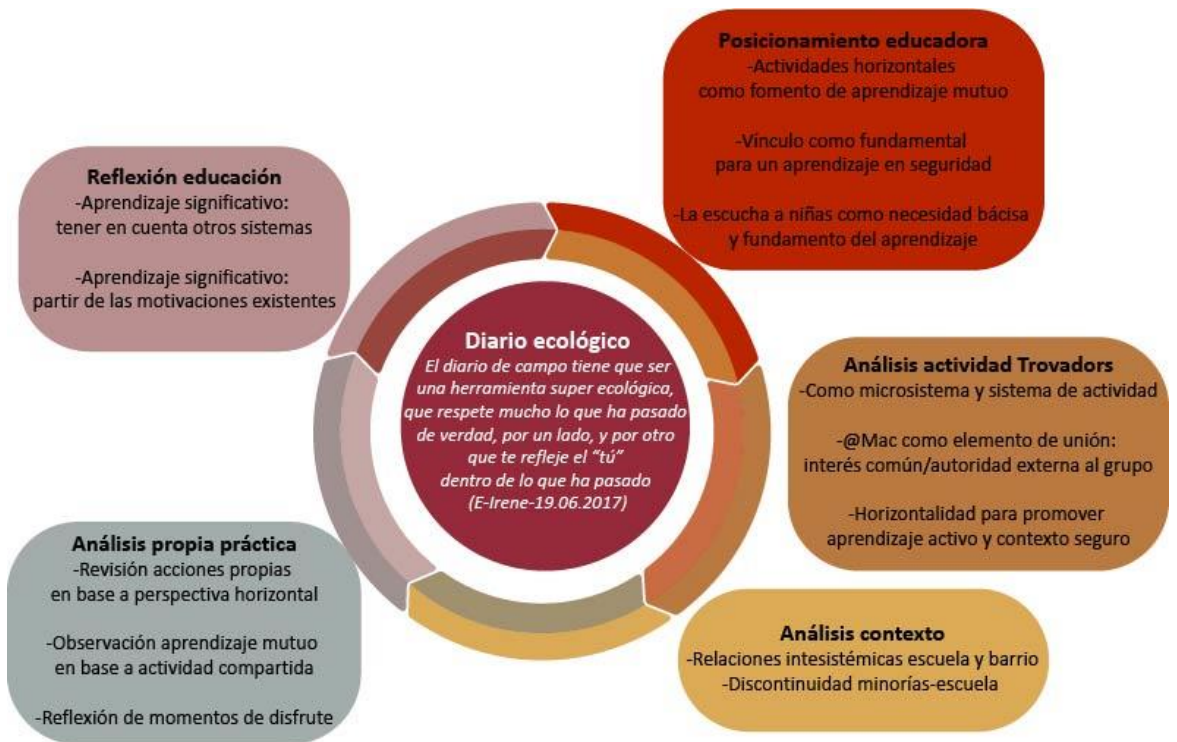 Posicionamiento educadora
-Actividades horizontales
como fomento de aprendizaje mutuo
-Vínculo como fundamental
para un aprendizaje en seguridad
-La escucha a niñas como necesidad bácisa
y fundamento del aprendizaje
Reflexión educación
-Aprendizaje significativo:
tener en cuenta otros sistemas
-Aprendizaje significativo:
partir de las motivaciones existentes
Diario ecológico
El diario de campo tiene que ser
una herramienta super ecológica,
que respete mucho lo que ha pasado
de verdad, por un lado, y por otro
que te refleje el “tú”
dentro de lo que ha pasado
(E-Irene-19.06.2017)
Análisis actividad Trovadors
-Como microsistema y sistema de actividad
-@Mac como elemento de unión:
interés común/autoridad externa al grupo
-Horizontalidad para promover
aprendizaje activo y contexto seguro
Análisis propia práctica
-Revisión acciones propias
en base a perspectiva horizontal
-Observación aprendizaje mutuo
en base a actividad compartida
-Reflexión de momentos de disfrute
Análisis contexto
-Relaciones intesistémicas escuela y barrio
-Discontinuidad minorías-escuela